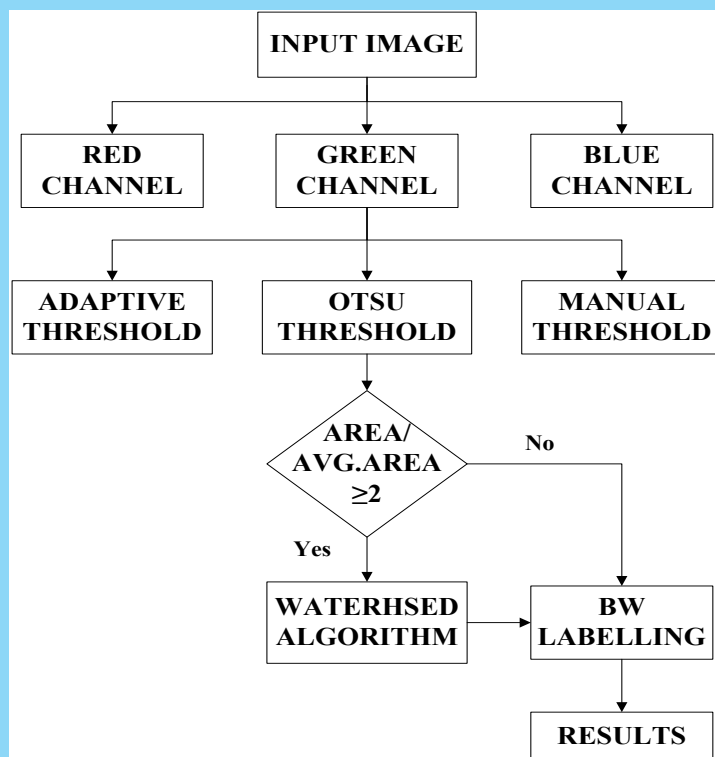 INPUT IMAGE
RED
CHANNEL
GREEN
CHANNEL
BLUE
CHANNEL
ADAPTIVE
THRESHOLD
OTSU
THRESHOLD
MANUAL
THRESHOLD
AREA/
AVG.AREA
≥2
No
Yes
WATERHSED
ALGORITHM
BW
LABELLING
RESULTS